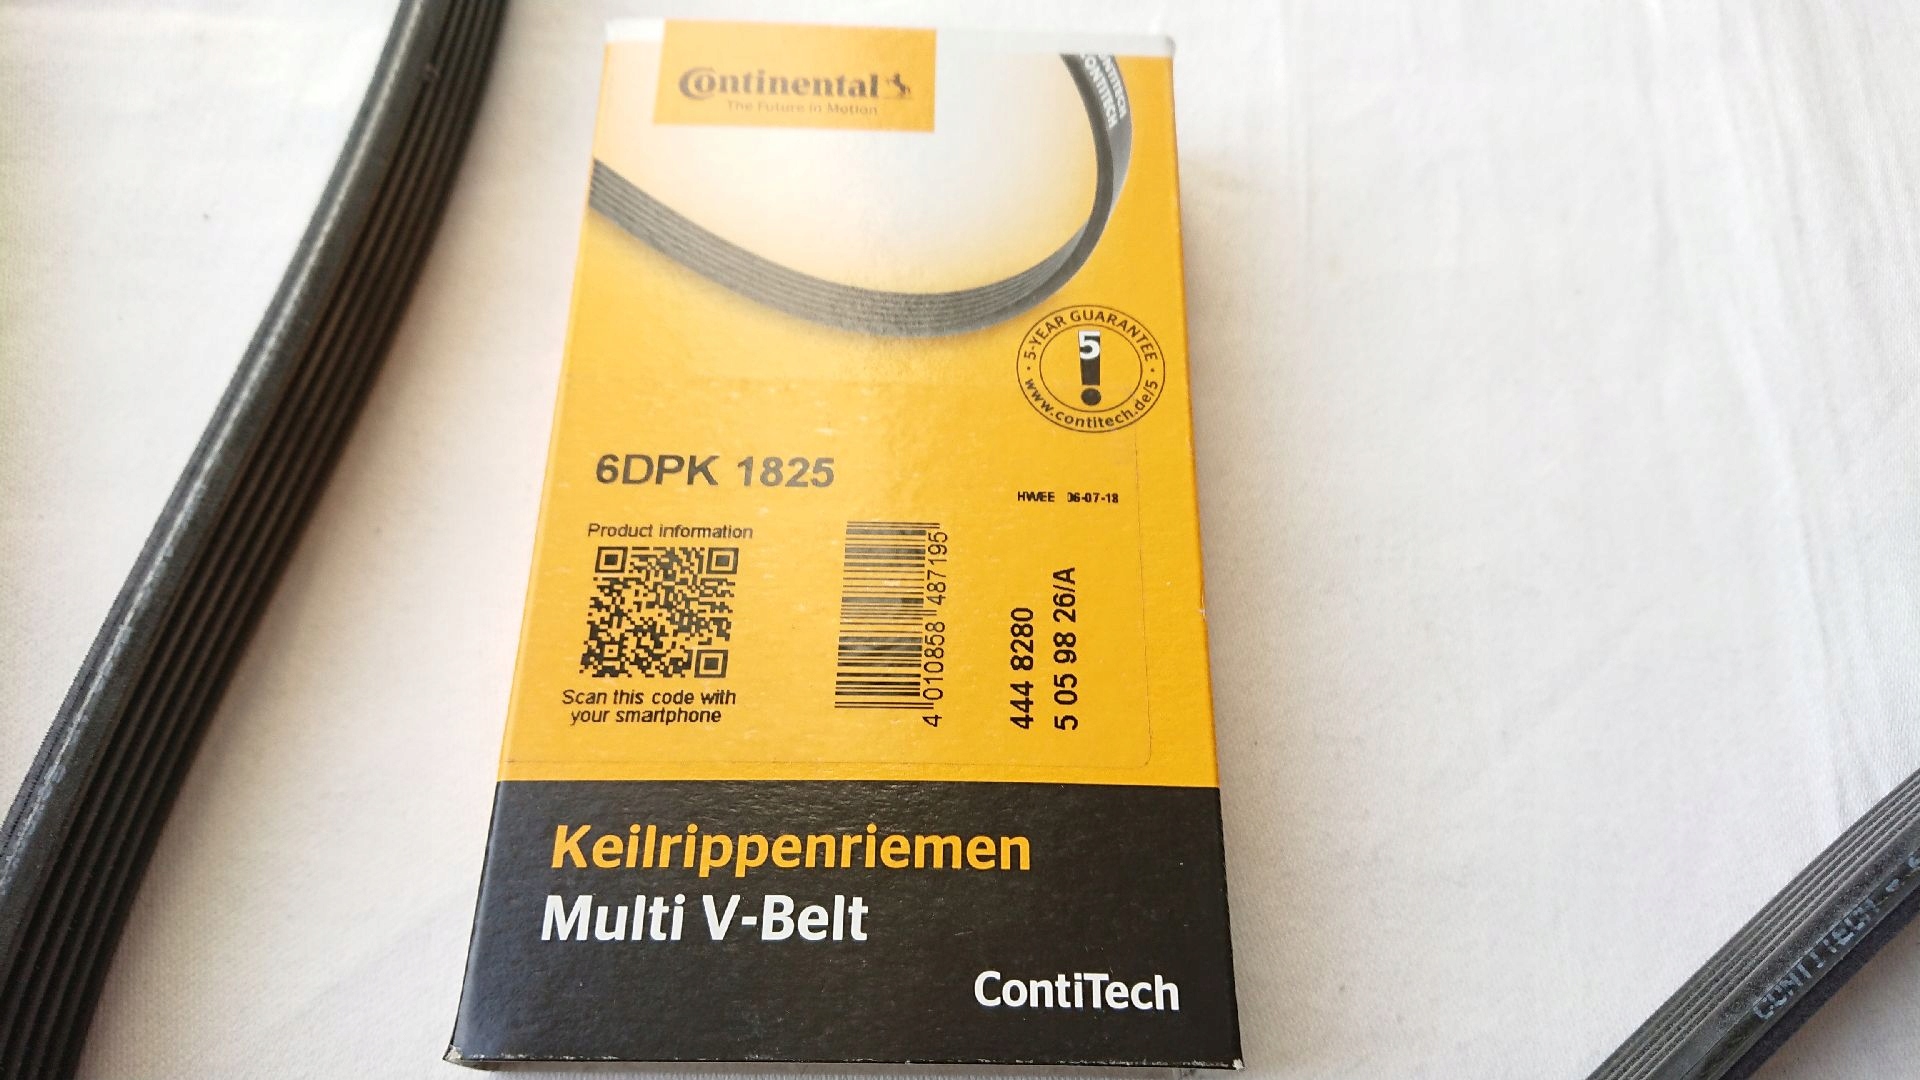 Continental
The Future in Motion
CONTITECH
CONTITECH
5-YEAR GUARANTEE
5
www.contitech.de/5
6DPK 1825
HWEE 06-07-18
Product information
Scan this code with
your smartphone
4 010858 487195
444 8280
5 05 98 26/A
Keilrippenriemen
Multi V-Belt
ContiTech
CONTITECH